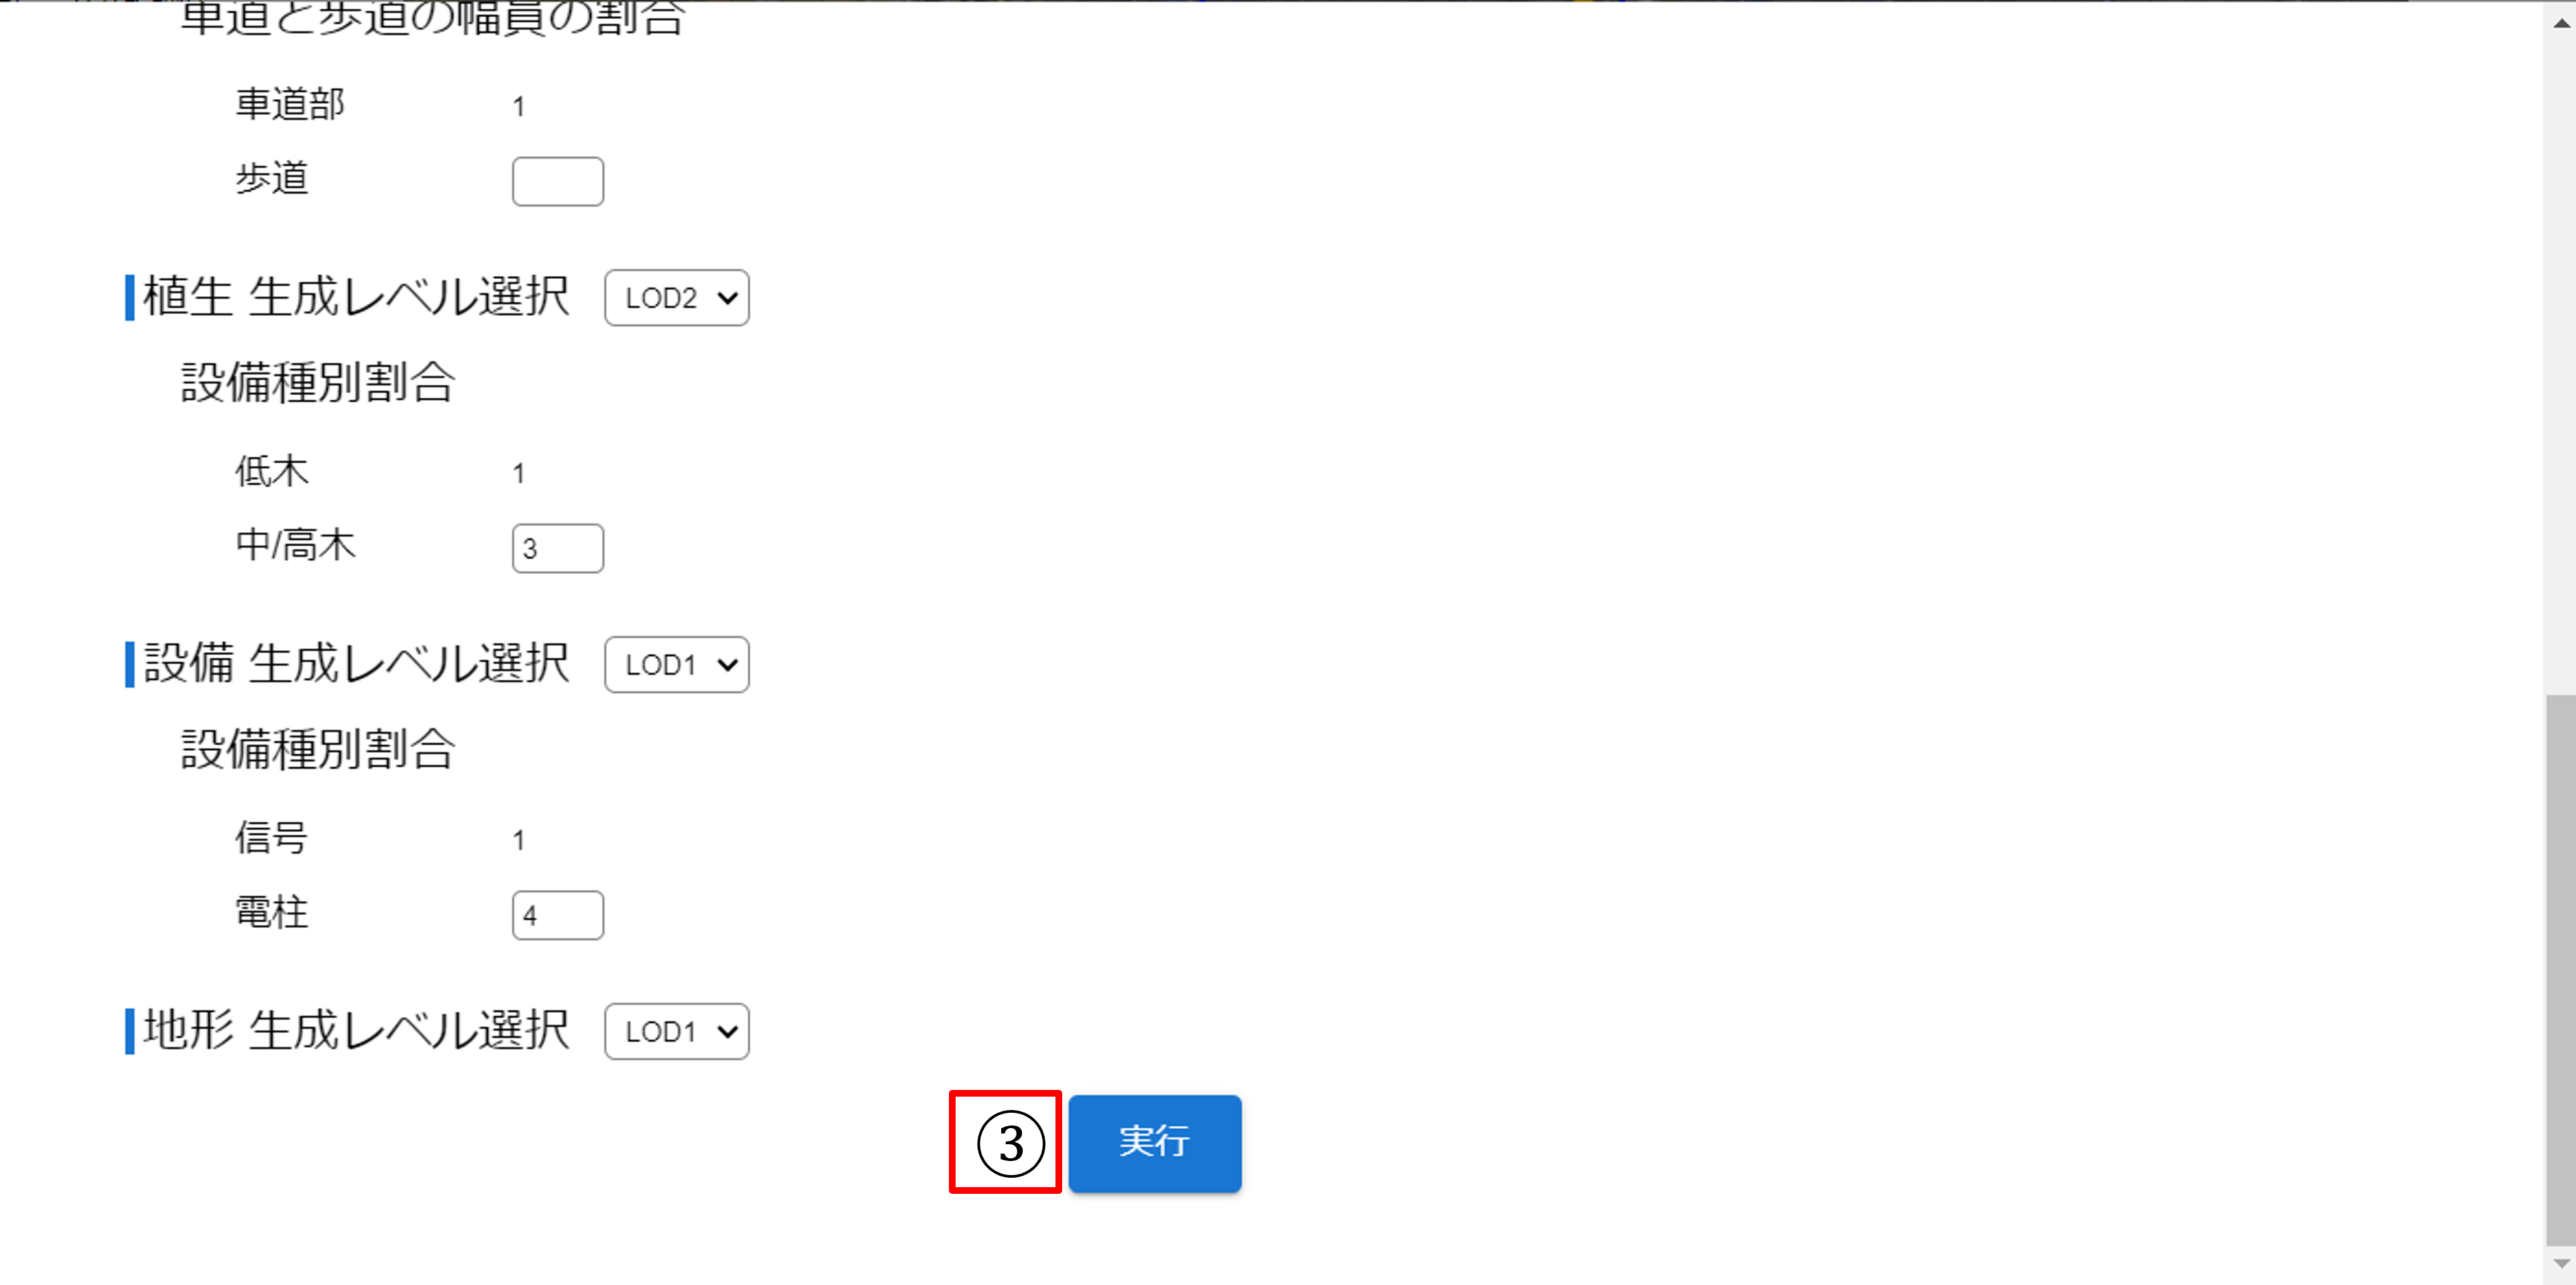 車道と歩道の幅員の割合
車道部 1
歩道
植生 生成レベル選択 LOD2
設備種別割合
低木 1
中/高木 3
設備 生成レベル選択 LOD1
設備種別割合
信号 1
電柱 4
地形 生成レベル選択 LOD1
③ 実行